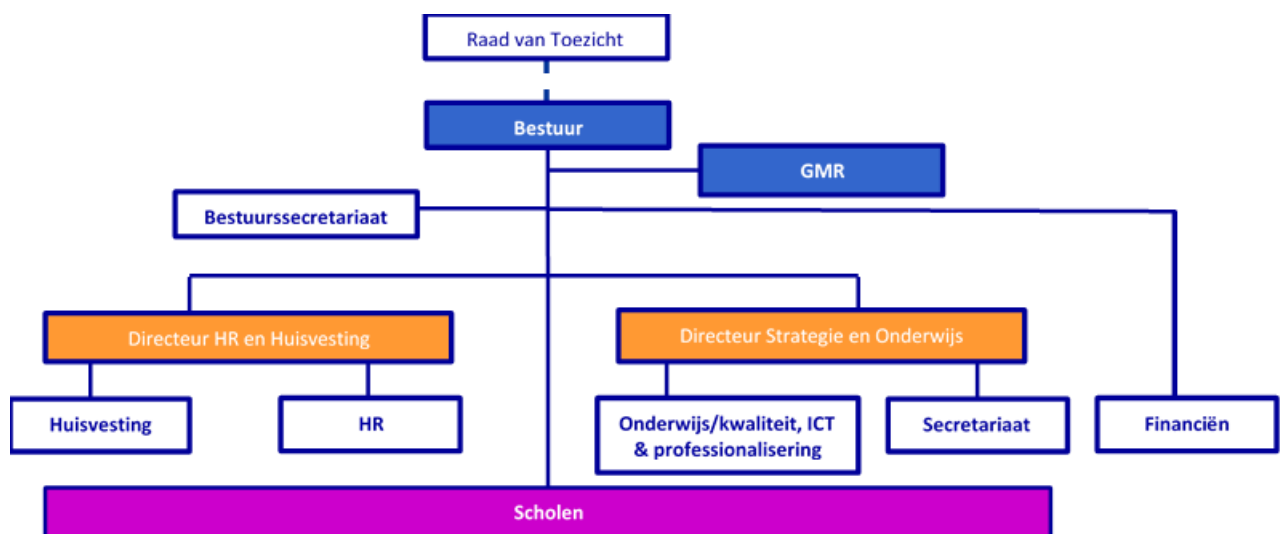 Raad van Toezicht
Bestuur
GMR
Bestuurssecretariaat
Directeur HR en Huisvesting
Directeur Strategie en Onderwijs
Huisvesting
HR
Onderwijs/kwaliteit, ICT
& professionalisering
Secretariaat
Financiën
Scholen